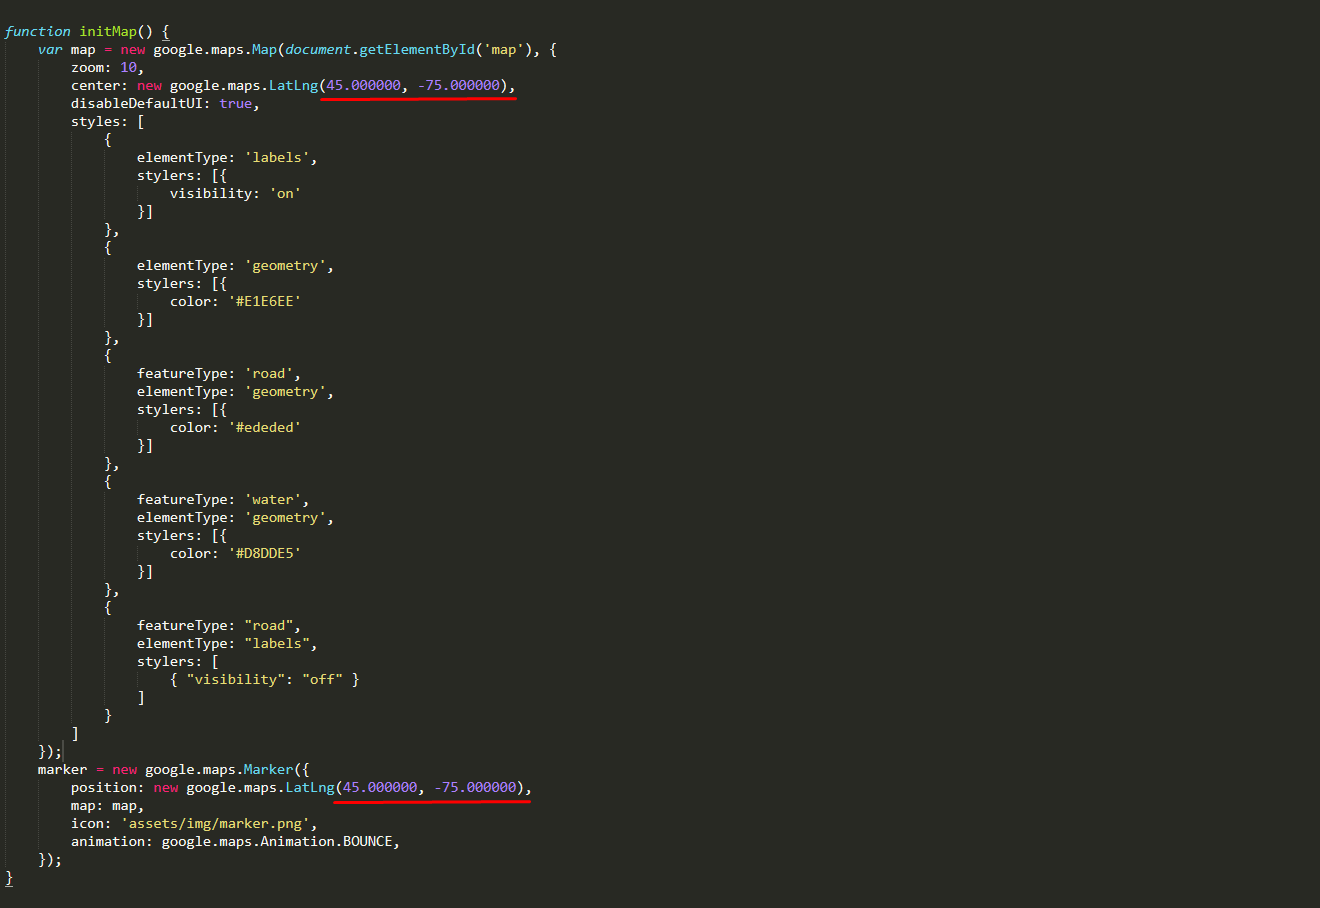 function initMap() {
    var map = new google.maps.Map(document.getElementById('map'), {
        zoom: 10,
        center: new google.maps.LatLng(45.000000, -75.000000),
        disableDefaultUI: true,
        styles: [
            {
                elementType: 'labels',
                stylers: [{
                    visibility: 'on'
                }]
            },
            {
                elementType: 'geometry',
                stylers: [{
                    color: '#E1E6EE'
                }]
            },
            {
                featureType: 'road',
                elementType: 'geometry',
                stylers: [{
                    color: '#ededed'
                }]
            },
            {
                featureType: 'water',
                elementType: 'geometry',
                stylers: [{
                    color: '#D8DDE5'
                }]
            },
            {
                featureType: "road",
                elementType: "labels",
                stylers: [
                    { "visibility": "off" }
                ]
            }
        ]
    });
    marker = new google.maps.Marker({
        position: new google.maps.LatLng(45.000000, -75.000000),
        map: map,
        icon: 'assets/img/marker.png',
        animation: google.maps.Animation.BOUNCE,
    });
}